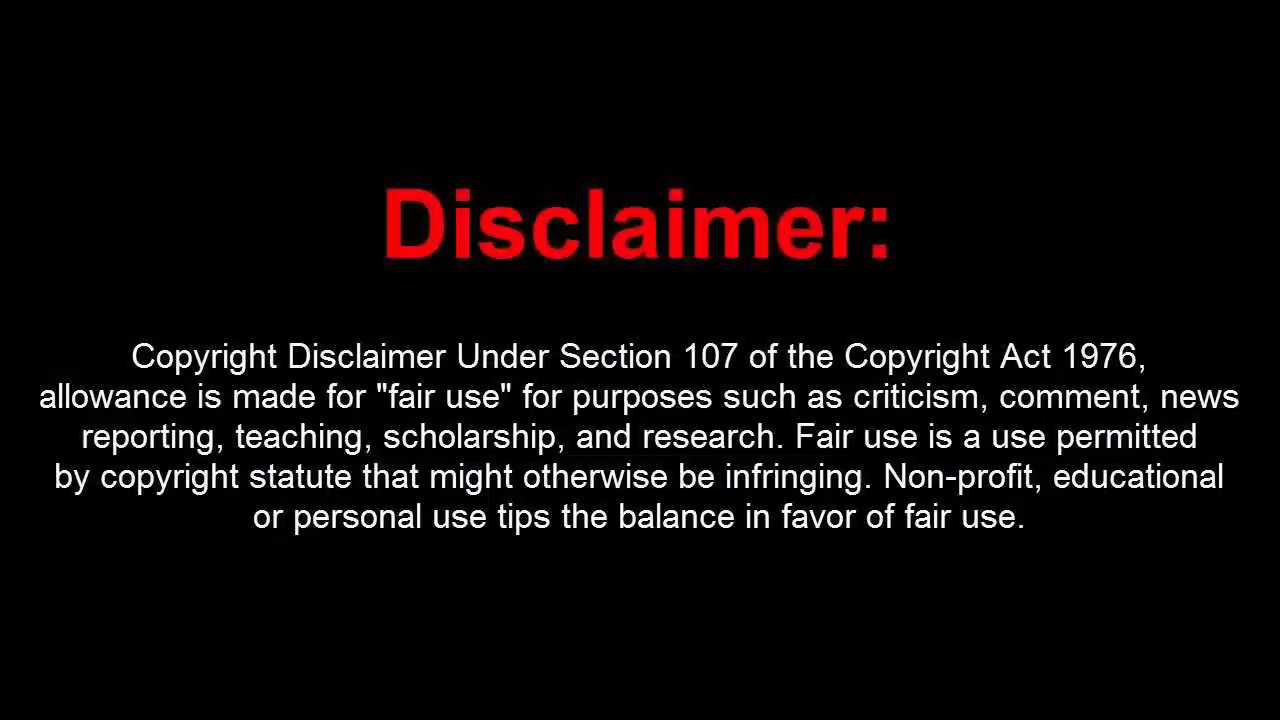 Disclaimer:
Copyright Disclaimer Under Section 107 of the Copyright Act 1976,
allowance is made for "fair use" for purposes such as criticism, comment, news
reporting, teaching, scholarship, and research. Fair use is a use permitted
by copyright statute that might otherwise be infringing. Non-profit, educational
or personal use tips the balance in favor of fair use.